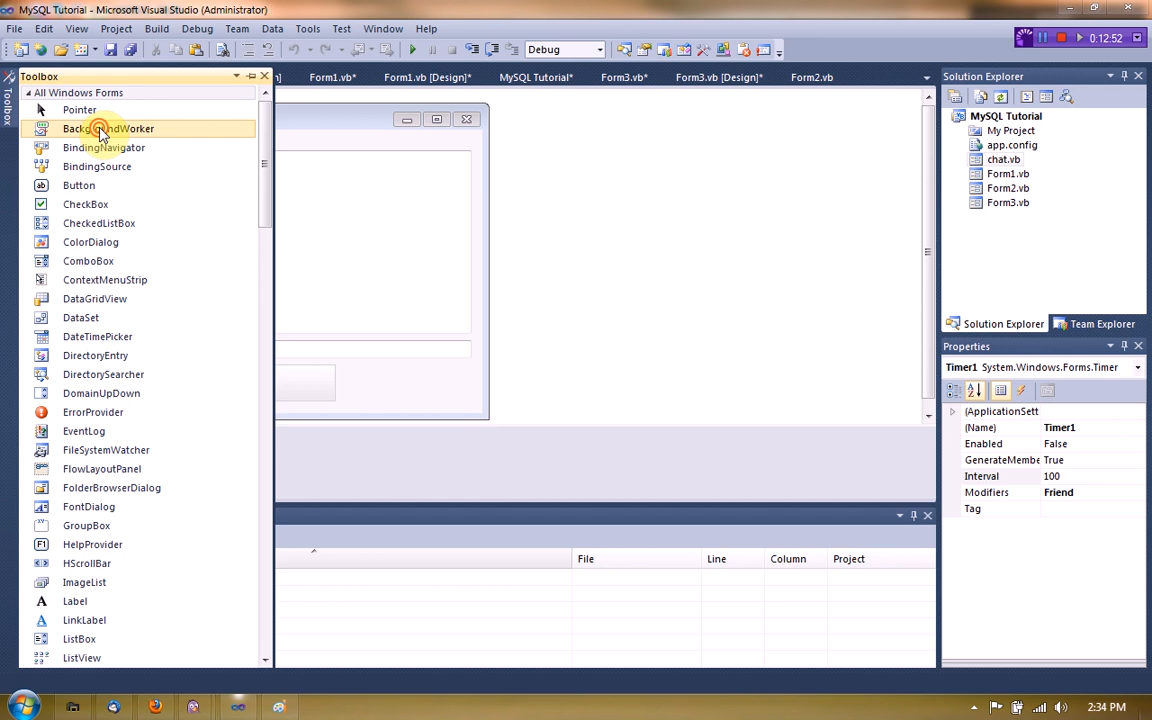 MySQL Tutorial - Microsoft Visual Studio (Administrator)
File Edit View Project Build Debug Team Data Tools Test Window Help
Debug
0:12:52
Toolbox
Toolbox
Form1.vb* Form1.vb [Design]* MySQL Tutorial* Form3.vb* Form3.vb [Design]* Form2.vb
All Windows Forms
Pointer
BackgroundWorker
BindingNavigator
BindingSource
Button
CheckBox
CheckedListBox
ColorDialog
ComboBox
ContextMenuStrip
DataGridView
DataSet
DateTimePicker
DirectoryEntry
DirectorySearcher
DomainUpDown
ErrorProvider
EventLog
FileSystemWatcher
FlowLayoutPanel
FolderBrowserDialog
FontDialog
GroupBox
HelpProvider
HScrollBar
ImageList
Label
LinkLabel
ListBox
ListView
File Line Column Project
Solution Explorer
MySQL Tutorial
My Project
app.config
chat.vb
Form1.vb
Form2.vb
Form3.vb
Solution Explorer Team Explorer
Properties
Timer1 System.Windows.Forms.Timer
(ApplicationSett
(Name) Timer1
Enabled False
GenerateMembe True
Interval 100
Modifiers Friend
Tag
2:34 PM